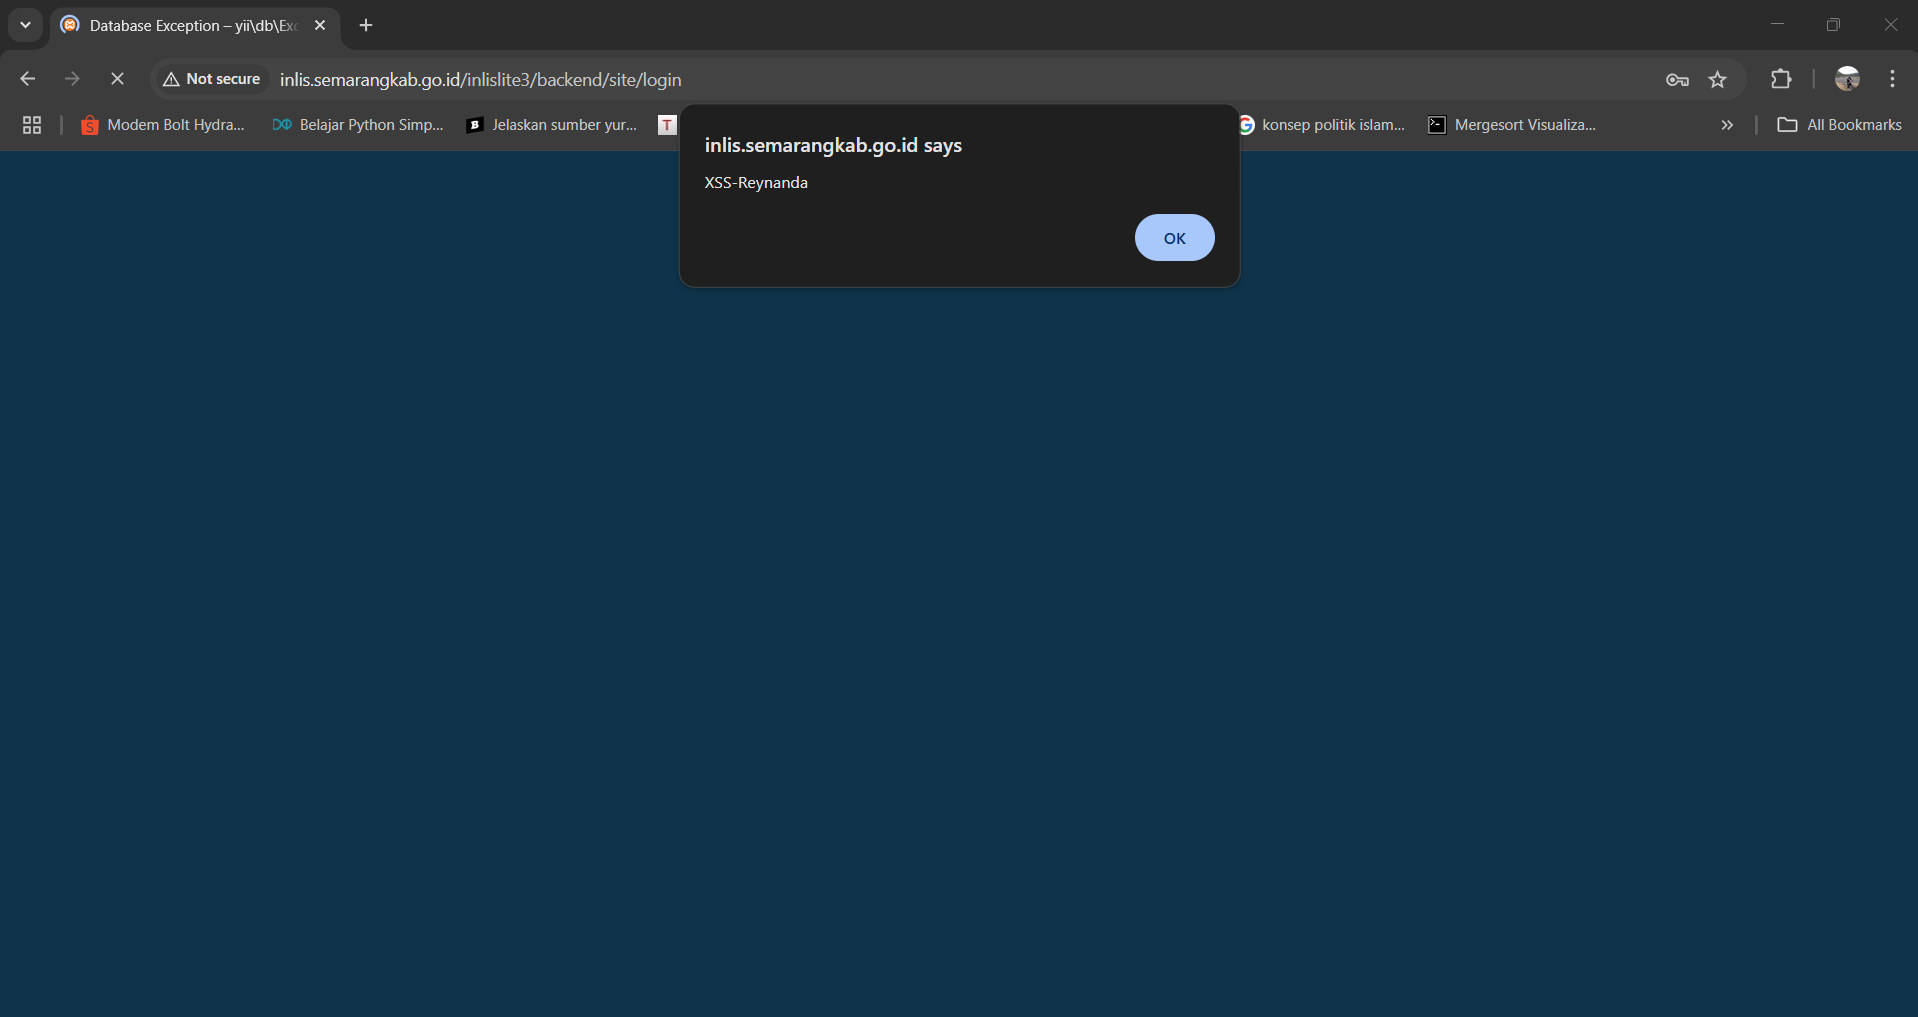 Database Exception – yii\db\Exc
Not secure
inlis.semarangkab.go.id/inlislite3/backend/site/login
Modem Bolt Hydra...
Belajar Python Simp...
B
Jelaskan sumber yur...
T
konsep politik islam...
Mergesort Visualiza...
All Bookmarks
inlis.semarangkab.go.id says
XSS-Reynanda
OK